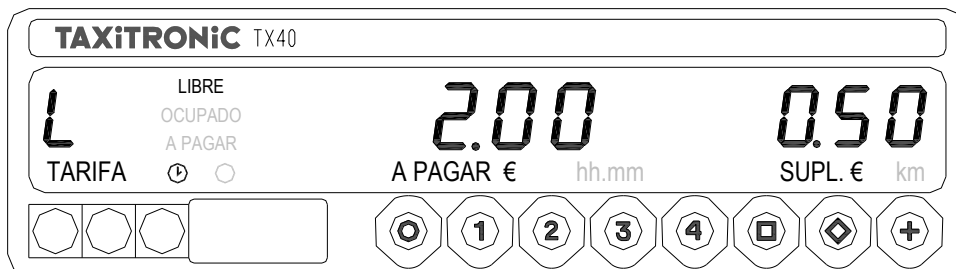 TAXiTRONiC TX40
L LIBRE 2.00 0.50
OCUPADO
A PAGAR
TARIFA A PAGAR € hh.mm SUPL. € km
1 2 3 4 +